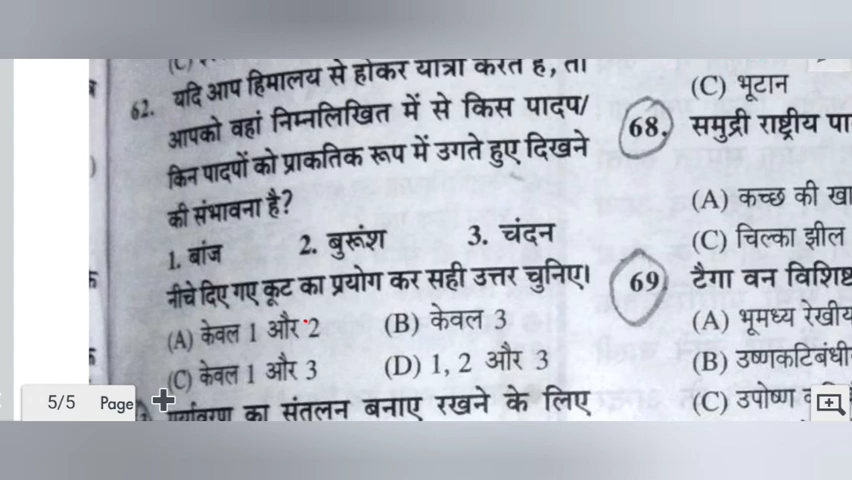 62. यदि आप हिमालय से होकर यात्रा करते हैं, तो
आपको वहां निम्नलिखित में से किस पादप/
किन पादपों को प्राकतिक रूप में उगते हुए दिखने
की संभावना है?
1. बांज 2. बुरूंश 3. चंदन
नीचे दिए गए कूट का प्रयोग कर सही उत्तर चुनिए।
(A) केवल 1 और 2 (B) केवल 3
(C) केवल 1 और 3 (D) 1, 2 और 3
का संतुलन बनाए रखने के लिए
(C) भूटान
68. समुद्री राष्ट्रीय पा
(A) कच्छ की खा
(C) चिल्का झील
69 टैगा वन विशिष्ट
(A) भूमध्य रेखीय
(B) उष्णकटिबंधी
(C) उपोष्ण
5/5 Page